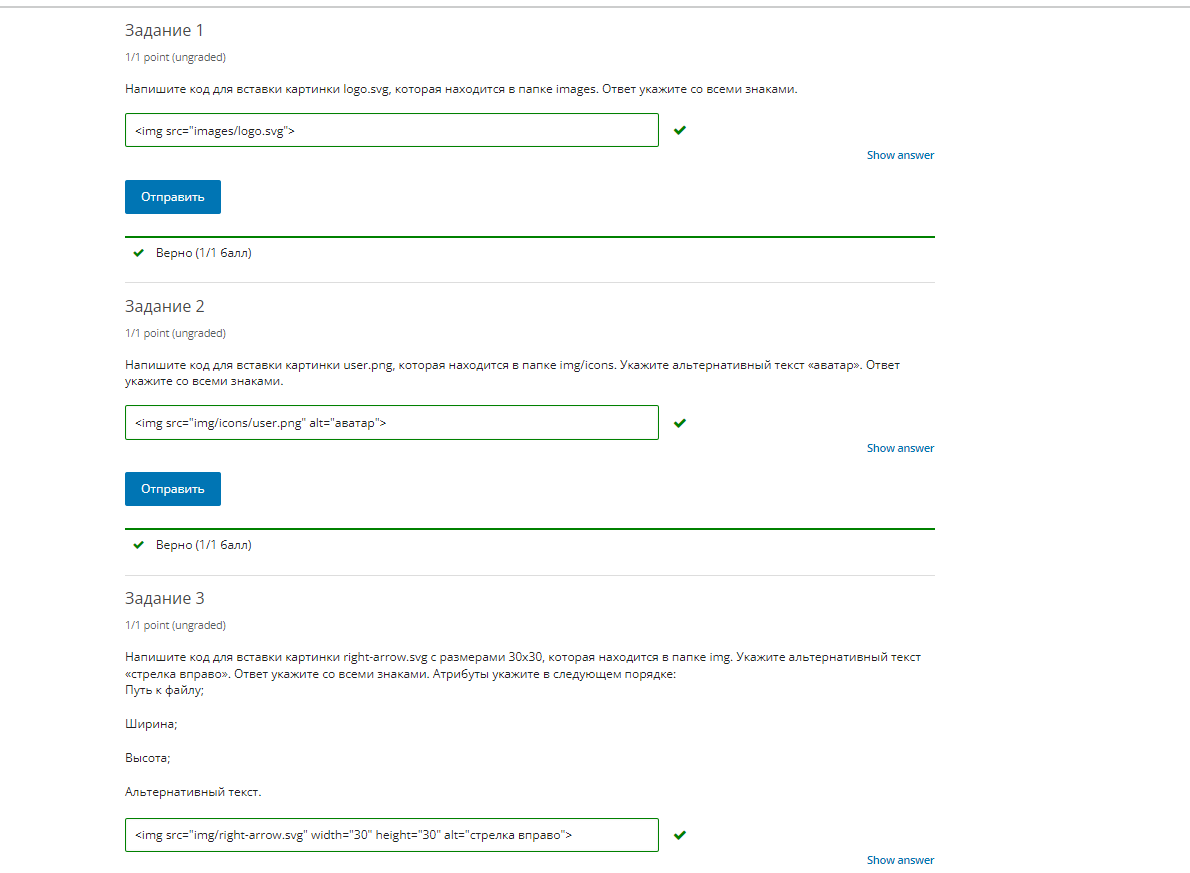 Задание 1
1/1 point (ungraded)
Напишите код для вставки картинки logo.svg, которая находится в папке images. Ответ укажите со всеми знаками.
<img src="images/logo.svg">
Show answer
Отправить
Верно (1/1 балл)
Задание 2
1/1 point (ungraded)
Напишите код для вставки картинки user.png, которая находится в папке img/icons. Укажите альтернативный текст «аватар». Ответ
укажите со всеми знаками.
<img src="img/icons/user.png" alt="аватар">
Show answer
Отправить
Верно (1/1 балл)
Задание 3
1/1 point (ungraded)
Напишите код для вставки картинки right-arrow.svg с размерами 30x30, которая находится в папке img. Укажите альтернативный текст
«стрелка вправо». Ответ укажите со всеми знаками. Атрибуты укажите в следующем порядке:
Путь к файлу;
Ширина;
Высота;
Альтернативный текст.
<img src="img/right-arrow.svg" width="30" height="30" alt="стрелка вправо">
Show answer